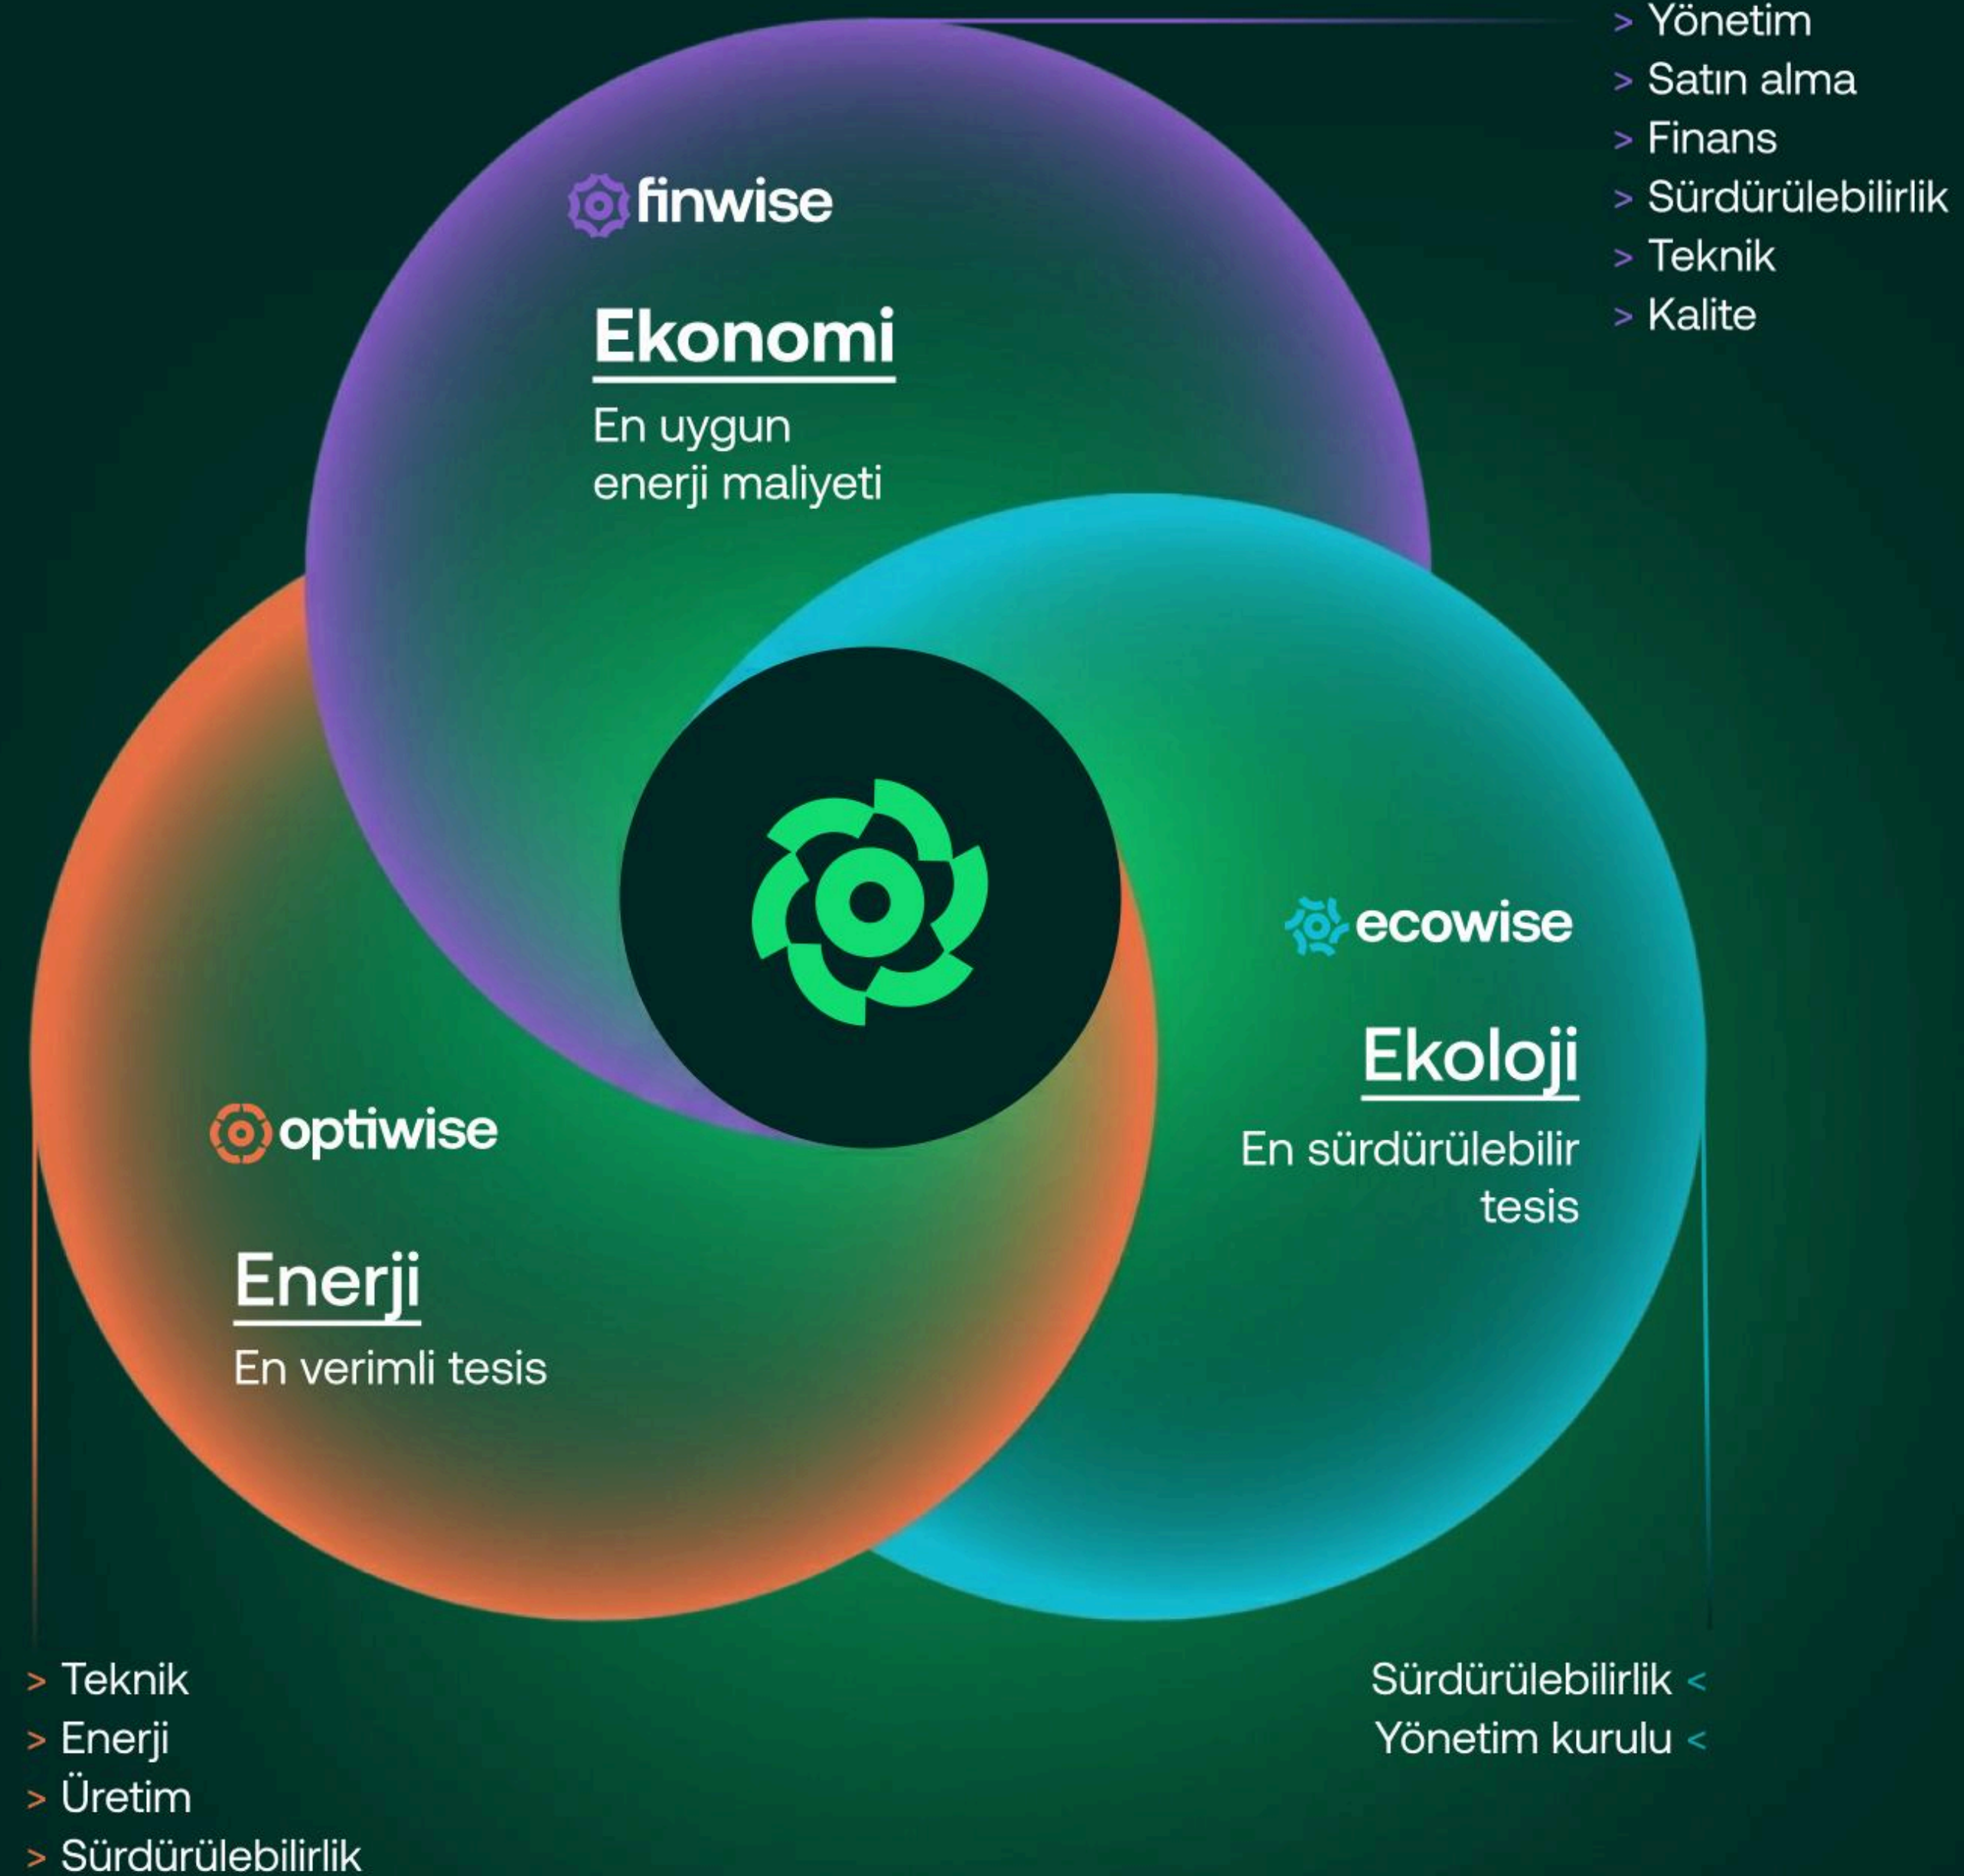 > Yönetim
> Satın alma
> Finans
> Sürdürülebilirlik
> Teknik
> Kalite
finwise
Ekonomi
En uygun
enerji maliyeti
ecowise
Ekoloji
En sürdürülebilir
tesis
optiwise
Enerji
En verimli tesis
> Teknik
> Enerji
> Üretim
> Sürdürülebilirlik
Sürdürülebilirlik <
Yönetim kurulu <